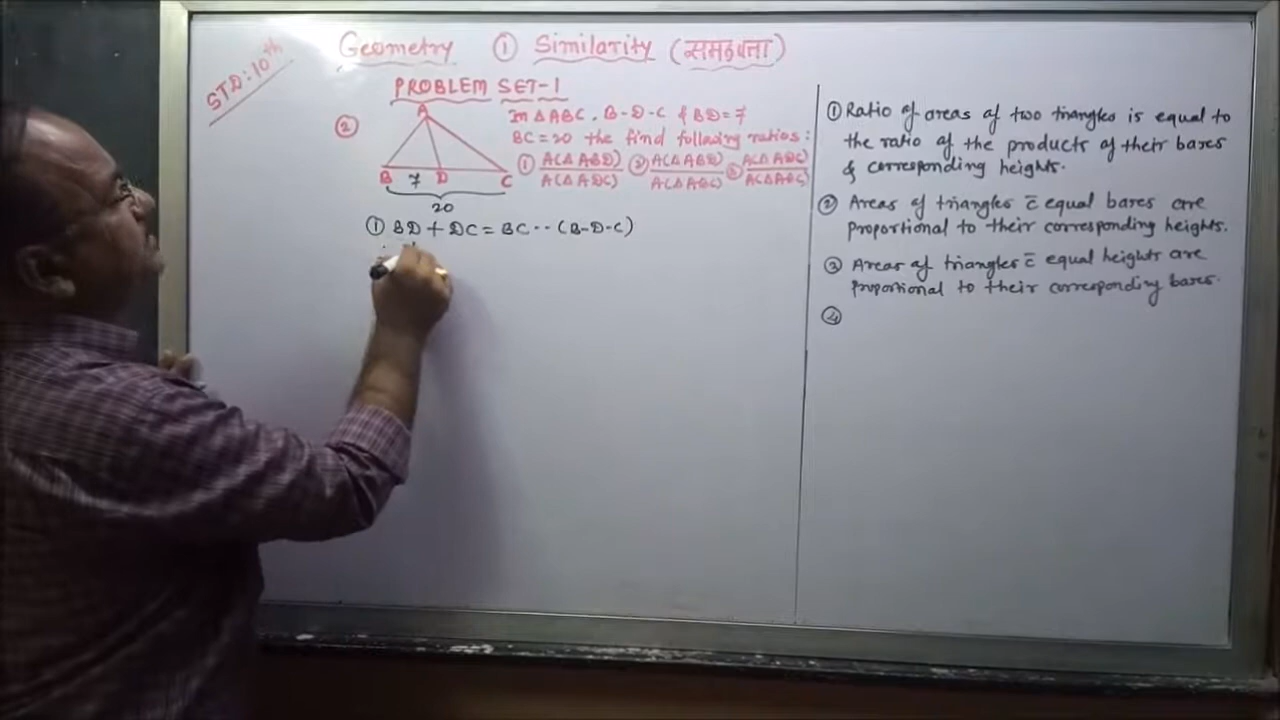 STD: 10th
Geometry ① Similarity (समरूपता)
PROBLEM SET-1
②
A
B 7 D C
20
In △ABC, B-D-C & BD=7
BC=20 the find following ratios:
① A(△ABD)/A(△ADC) ② A(△ABD)/A(△ABC) ③ A(△ADC)/A(△ABC)
① BD + DC = BC ·· (B-D-C)
① Ratio of areas of two triangles is equal to
the ratio of the products of their bases
& corresponding heights.
② Areas of triangles c̄ equal bases are
proportional to their corresponding heights.
③ Areas of triangles c̄ equal heights are
proportional to their corresponding bases.
④